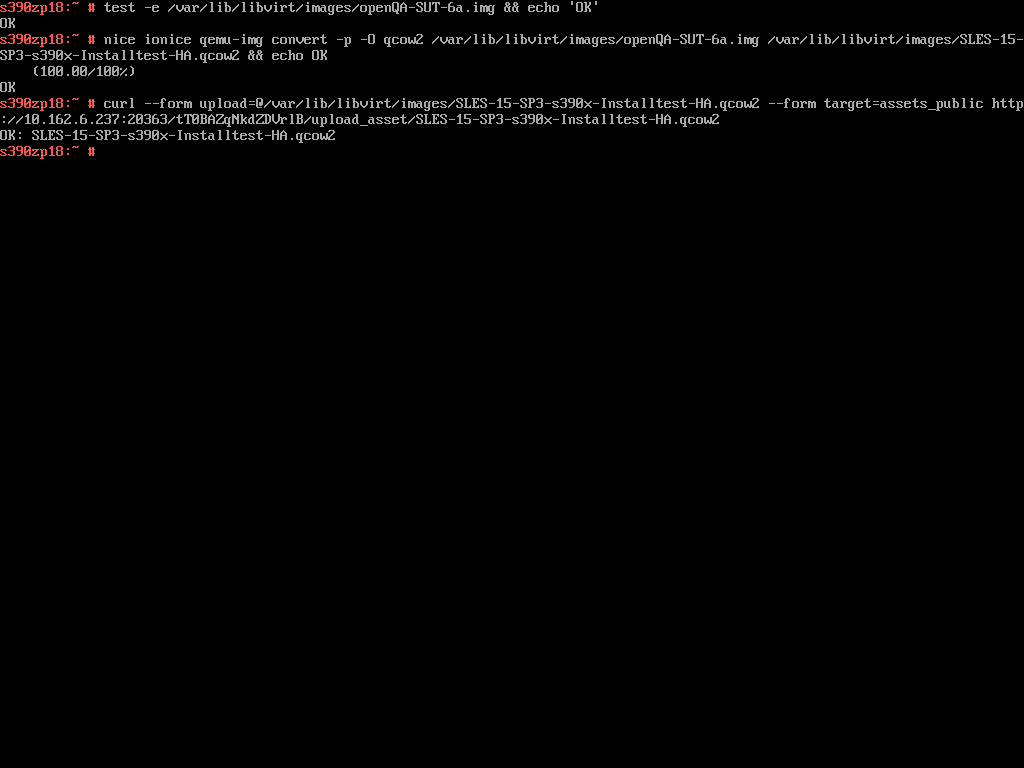 s390zp18:~ # test -e /var/lib/libvirt/images/openQA-SUT-6a.img && echo 'OK'
OK
s390zp18:~ # nice ionice qemu-img convert -p -O qcow2 /var/lib/libvirt/images/openQA-SUT-6a.img /var/lib/libvirt/images/SLES-15-
SP3-s390x-Installtest-HA.qcow2 && echo OK
    (100.00/100%)
OK
s390zp18:~ # curl --form upload=@/var/lib/libvirt/images/SLES-15-SP3-s390x-Installtest-HA.qcow2 --form target=assets_public http
://10.162.6.237:20363/tT0BAZqNkdZDVrlB/upload_asset/SLES-15-SP3-s390x-Installtest-HA.qcow2
OK: SLES-15-SP3-s390x-Installtest-HA.qcow2
s390zp18:~ #